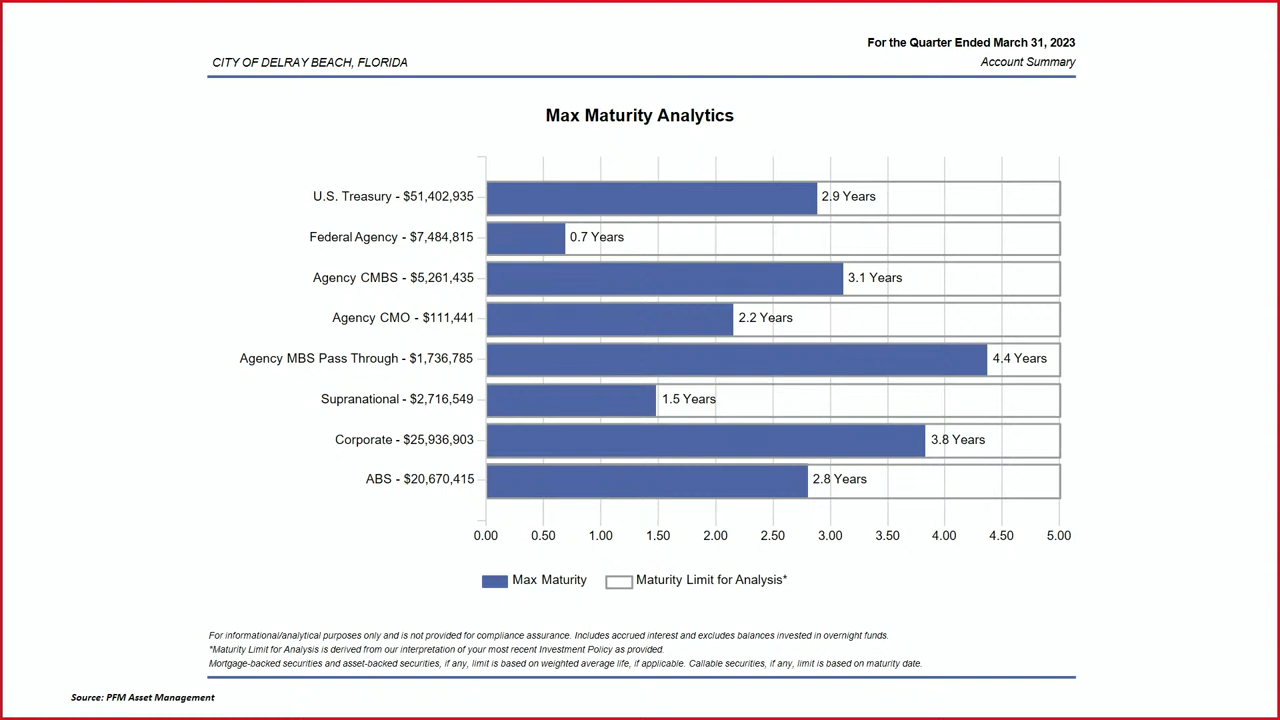 For the Quarter Ended March 31, 2023
CITY OF DELRAY BEACH, FLORIDA
Account Summary
Max Maturity Analytics
U.S. Treasury - $51,402,935
2.9 Years
Federal Agency - $7,484,815
0.7 Years
Agency CMBS - $5,261,435
3.1 Years
Agency CMO - $111,441
2.2 Years
Agency MBS Pass Through - $1,736,785
4.4 Years
Supranational - $2,716,549
1.5 Years
Corporate - $25,936,903
3.8 Years
ABS - $20,670,415
2.8 Years
0.00 0.50 1.00 1.50 2.00 2.50 3.00 3.50 4.00 4.50 5.00
Max Maturity
Maturity Limit for Analysis*
For informational/analytical purposes only and is not provided for compliance assurance. Includes accrued interest and excludes balances invested in overnight funds.
*Maturity Limit for Analysis is derived from our interpretation of your most recent Investment Policy as provided.
Mortgage-backed securities and asset-backed securities, if any, limit is based on weighted average life, if applicable. Callable securities, if any, limit is based on maturity date.
Source: PFM Asset Management